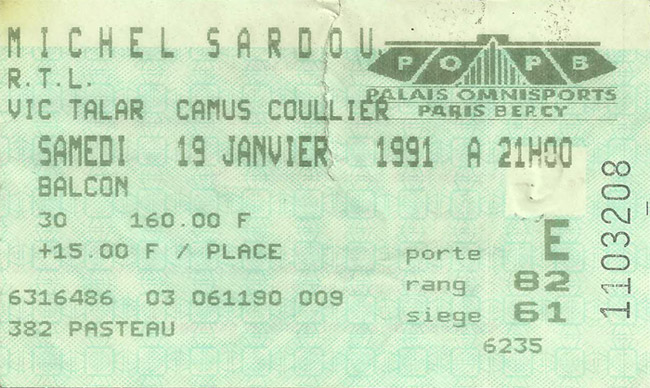 MICHEL SARDOU
POPB
PALAIS OMNISPORTS
PARIS BERCY
R.T.L.
VIC TALAR CAMUS COULLIER
SAMEDI 19 JANVIER 1991 A 21H00
BALCON
30 160.00 F
+15.00 F / PLACE
porte E
rang 82
siege 61
6316486 03 061190 009
382 PASTEAU
6235
1103208